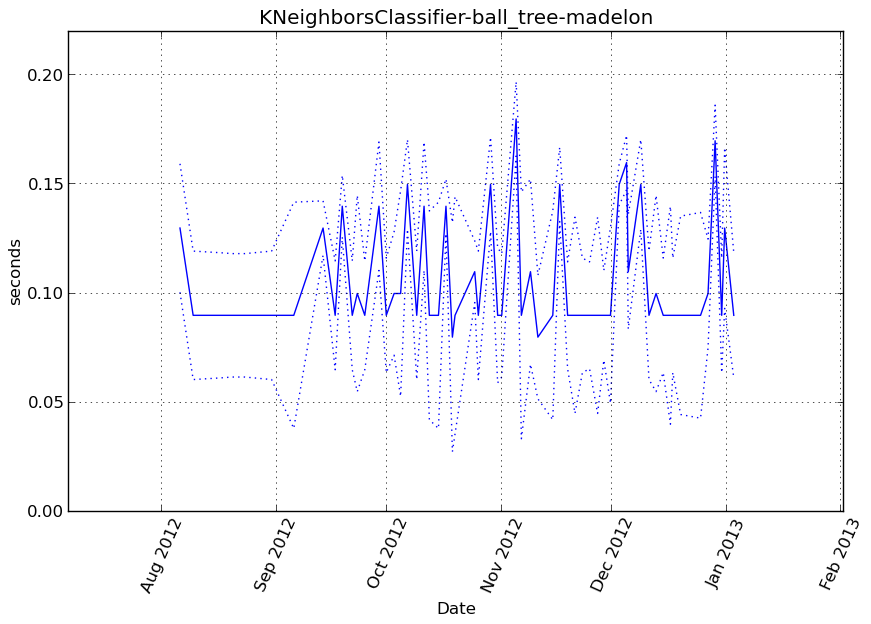 KNeighborsClassifier-ball_tree-madelon
0.20
0.15
0.10
0.05
0.00
seconds
Aug 2012
Sep 2012
Oct 2012
Nov 2012
Dec 2012
Jan 2013
Feb 2013
Date